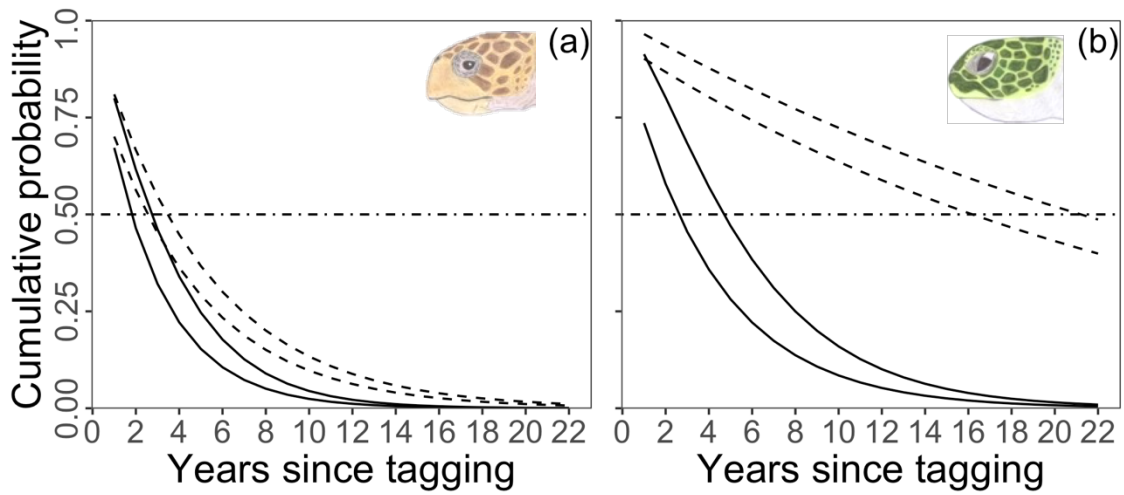 Cumulative probability
1.0
0.75
0.50
0.25
0.00
(a)
0 2 4 6 8 10 12 14 16 18 20 22
Years since tagging
(b)
0 2 4 6 8 10 12 14 16 18 20 22
Years since tagging